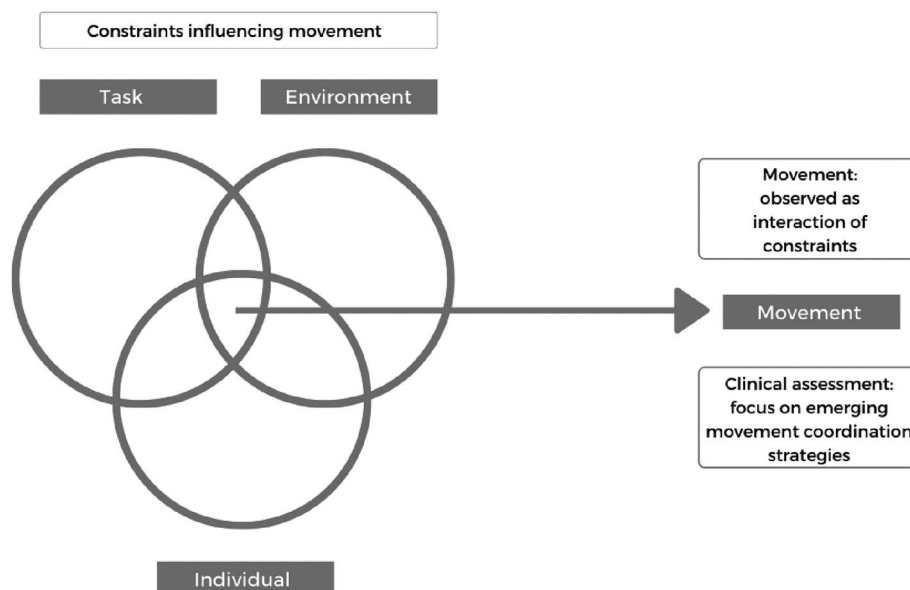 Constraints influencing movement
Task
Environment
Movement:
observed as
interaction of
constraints
Movement
Clinical assessment:
focus on emerging
movement coordination
strategies
Individual